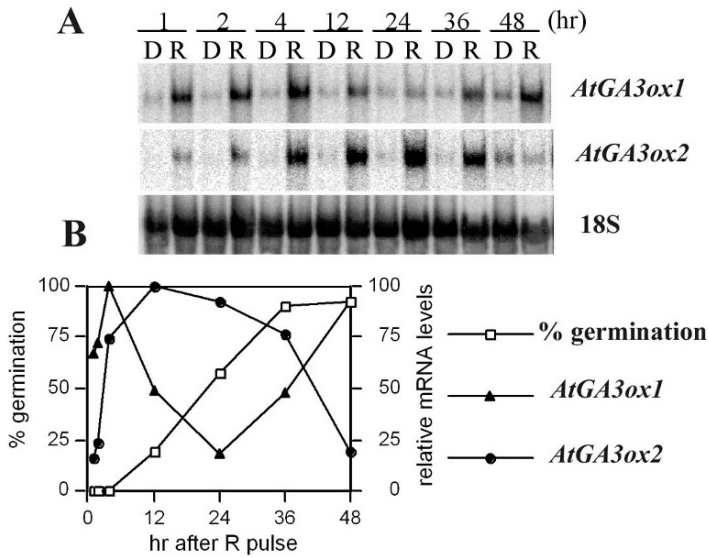 A
1 2 4 12 24 36 48 (hr)
D R D R D R D R D R D R D R
AtGA3ox1
AtGA3ox2
18S
B
100 100
75 75
50 50
25 25
0 0
% germination
relative mRNA levels
0 12 24 36 48
hr after R pulse
% germination
AtGA3ox1
AtGA3ox2